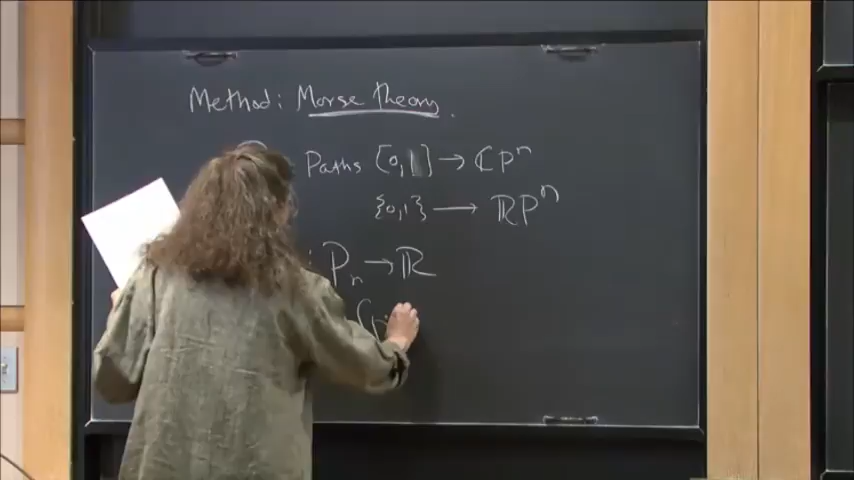 Method: Morse theory.
Paths [0,1] → ℂPⁿ
{0,1} → ℝPⁿ
: Pₙ → ℝ